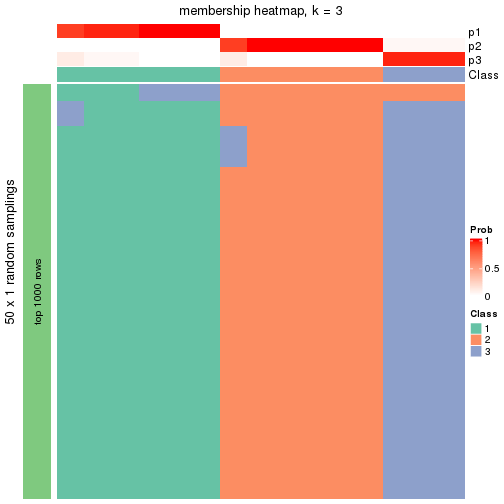 membership heatmap, k = 3
p1
p2
p3
Class
50 x 1 random samplings
top 1000 rows
Prob
1
0.5
0
Class
1
2
3